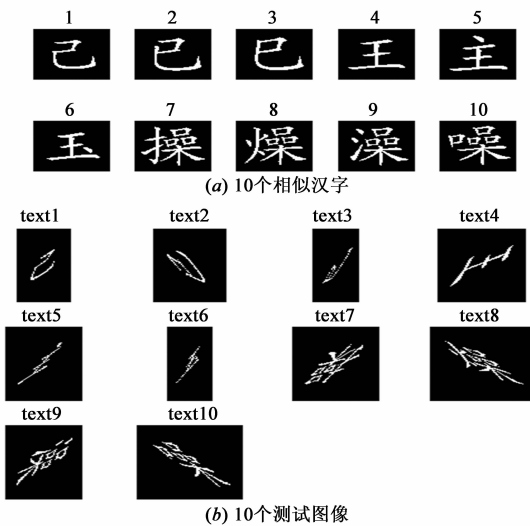 1 2 3 4 5
己 已 巳 王 主
6 7 8 9 10
玉 操 燥 澡 噪
(a) 10个相似汉字
text1 text2 text3 text4
text5 text6 text7 text8
text9 text10
(b) 10个测试图像